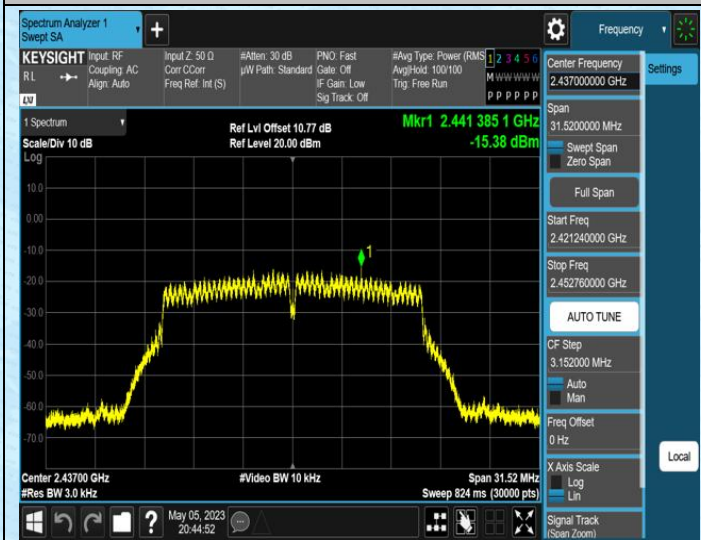 Spectrum Analyzer 1
Swept SA
Frequency
KEYSIGHT
R L
Input: RF
Coupling: AC
Align: Auto
Input Z: 50 Ω
Corr CCorr
Freq Ref: Int (S)
#Atten: 30 dB
µW Path: Standard
PNO: Fast
Gate: Off
IF Gain: Low
Sig Track: Off
#Avg Type: Power (RMS
Avg|Hold: 100/100
Trig: Free Run
1 2 3 4 5 6
M W W W W W
P P P P P P
1 Spectrum
Scale/Div 10 dB
Log
Ref Lvl Offset 10.77 dB
Ref Level 20.00 dBm
Mkr1 2.441 385 1 GHz
-15.38 dBm
10.0
0.00
-10.0
-20.0
-30.0
-40.0
-50.0
-60.0
-70.0
1
Center 2.43700 GHz
#Res BW 3.0 kHz
#Video BW 10 kHz
Span 31.52 MHz
Sweep 824 ms (30000 pts)
Center Frequency
2.437000000 GHz
Settings
Span
31.5200000 MHz
Swept Span
Zero Span
Full Span
Start Freq
2.421240000 GHz
Stop Freq
2.452760000 GHz
AUTO TUNE
CF Step
3.152000 MHz
Auto
Man
Freq Offset
0 Hz
X Axis Scale
Log
Lin
Local
Signal Track
(Span Zoom)
?
May 05, 2023
20:44:52